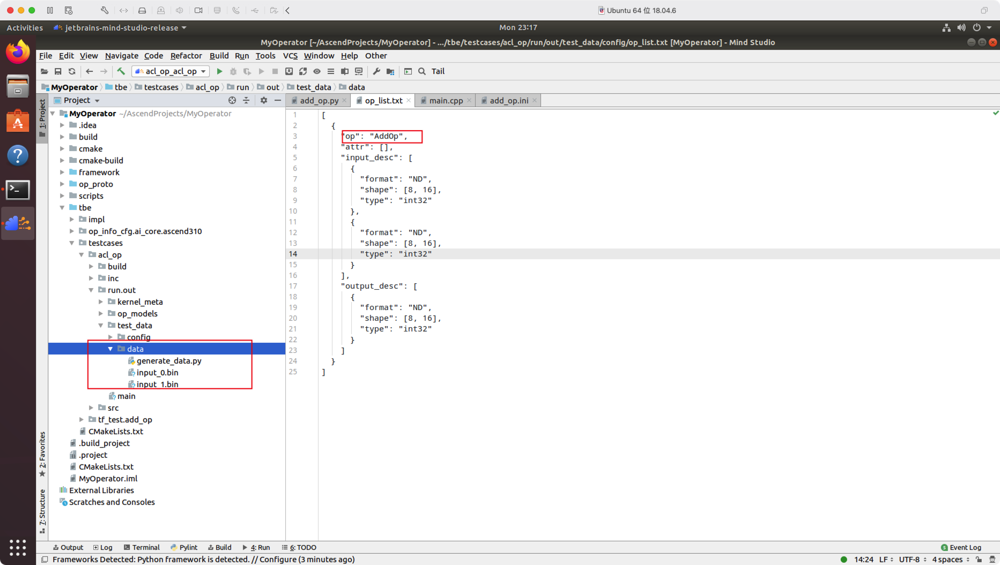 Ubuntu 64 位 18.04.6
Activities jetbrains-mind-studio-release Mon 23:17
MyOperator [~/AscendProjects/MyOperator] - .../tbe/testcases/acl_op/run/out/test_data/config/op_list.txt [MyOperator] - Mind Studio
File Edit View Navigate Code Refactor Build Run Tools VCS Window Help Other
acl_op_acl_op Tail
MyOperator tbe testcases acl_op run out test_data data
1: Project
Project
add_op.py op_list.txt main.cpp add_op.ini
MyOperator ~/AscendProjects/MyOperator
.idea
build
cmake
cmake-build
framework
op_proto
scripts
tbe
impl
op_info_cfg.ai_core.ascend310
testcases
acl_op
build
inc
run.out
kernel_meta
op_models
test_data
config
data
generate_data.py
input_0.bin
input_1.bin
main
src
tf_test.add_op
CMakeLists.txt
.build_project
.project
CMakeLists.txt
MyOperator.iml
External Libraries
Scratches and Consoles
2: Favorites
7: Structure
1 [
2 {
3 "op": "AddOp",
4 "attr": [],
5 "input_desc": [
6 {
7 "format": "ND",
8 "shape": [8, 16],
9 "type": "int32"
10 },
11 {
12 "format": "ND",
13 "shape": [8, 16],
14 "type": "int32"
15 }
16 ],
17 "output_desc": [
18 {
19 "format": "ND",
20 "shape": [8, 16],
21 "type": "int32"
22 }
23 ]
24 }
25 ]
Output Log Terminal Pylint Build 4: Run 6: TODO 5 Event Log
Frameworks Detected: Python framework is detected. // Configure (3 minutes ago) 14:24 LF UTF-8 4 spaces